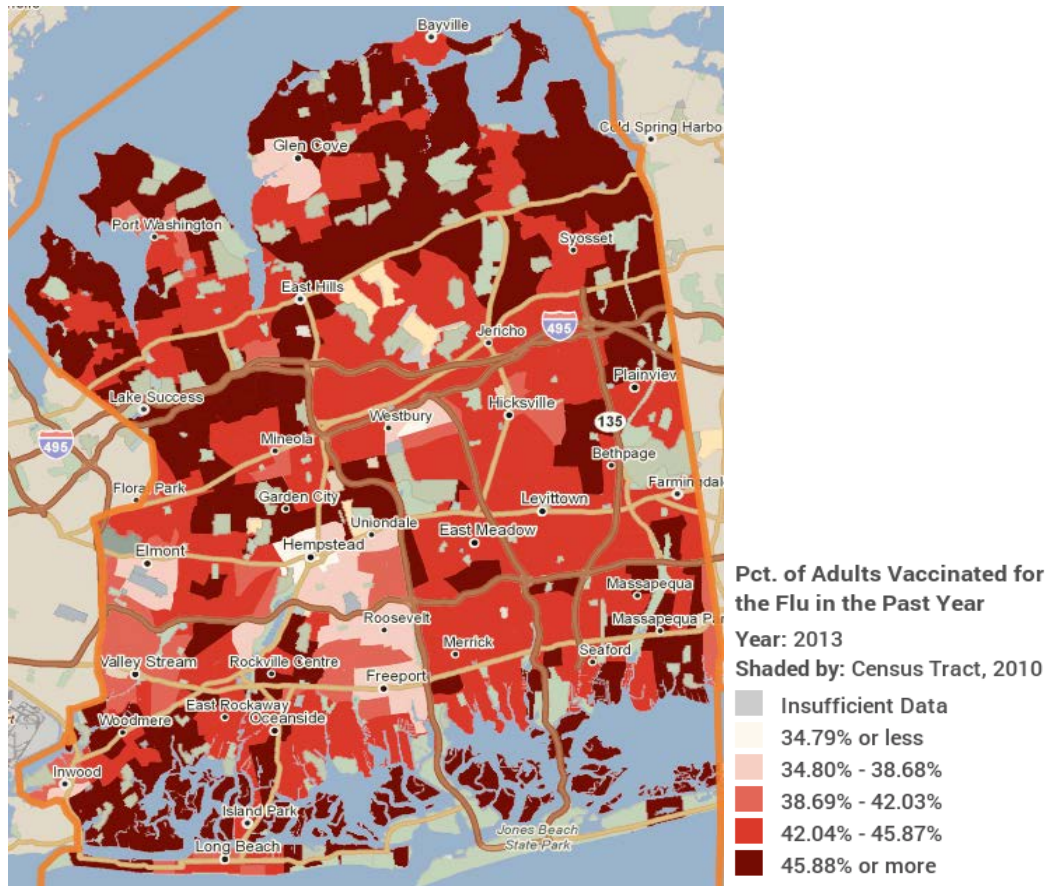 Bayville
Cold Spring Harbo
Glen Cove
Port Washington
Syosset
East Hills
495
Jericho
Plainview
Lake Success
Westbury
Hicksville
135
495
Mineola
Bethpage
Floral Park
Garden City
Farmingdal
Levittown
Uniondale
East Meadow
Elmont
Hempstead
Massapequa
Roosevelt
Massapequa Par
Merrick
Valley Stream
Rockville Centre
Seaford
Freeport
East Rockaway
Woodmere
Oceanside
Inwood
Island Park
Jones Beach
State Park
Long Beach
Pct. of Adults Vaccinated for
the Flu in the Past Year
Year: 2013
Shaded by: Census Tract, 2010
Insufficient Data
34.79% or less
34.80% - 38.68%
38.69% - 42.03%
42.04% - 45.87%
45.88% or more